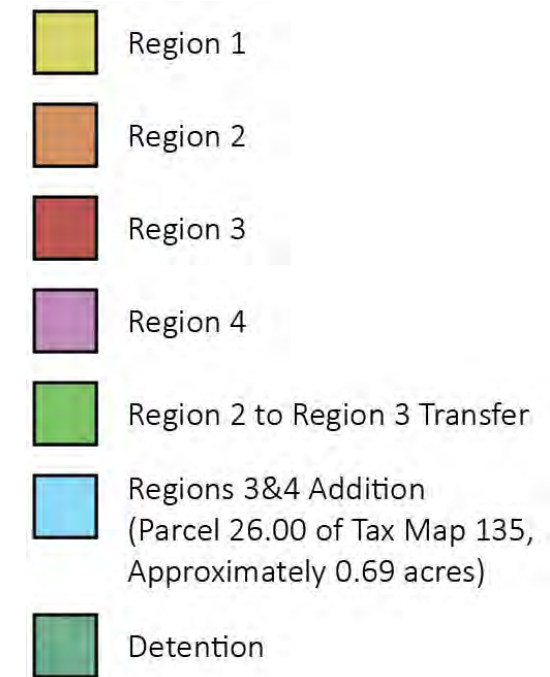 Region 1
Region 2
Region 3
Region 4
Region 2 to Region 3 Transfer
Regions 3&4 Addition
(Parcel 26.00 of Tax Map 135,
Approximately 0.69 acres)
Detention